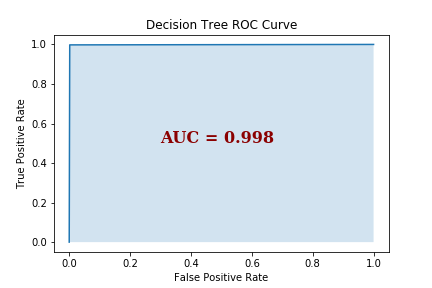 Decision Tree ROC Curve
1.0
0.8
0.6
0.4
0.2
0.0
True Positive Rate
AUC = 0.998
0.0 0.2 0.4 0.6 0.8 1.0
False Positive Rate